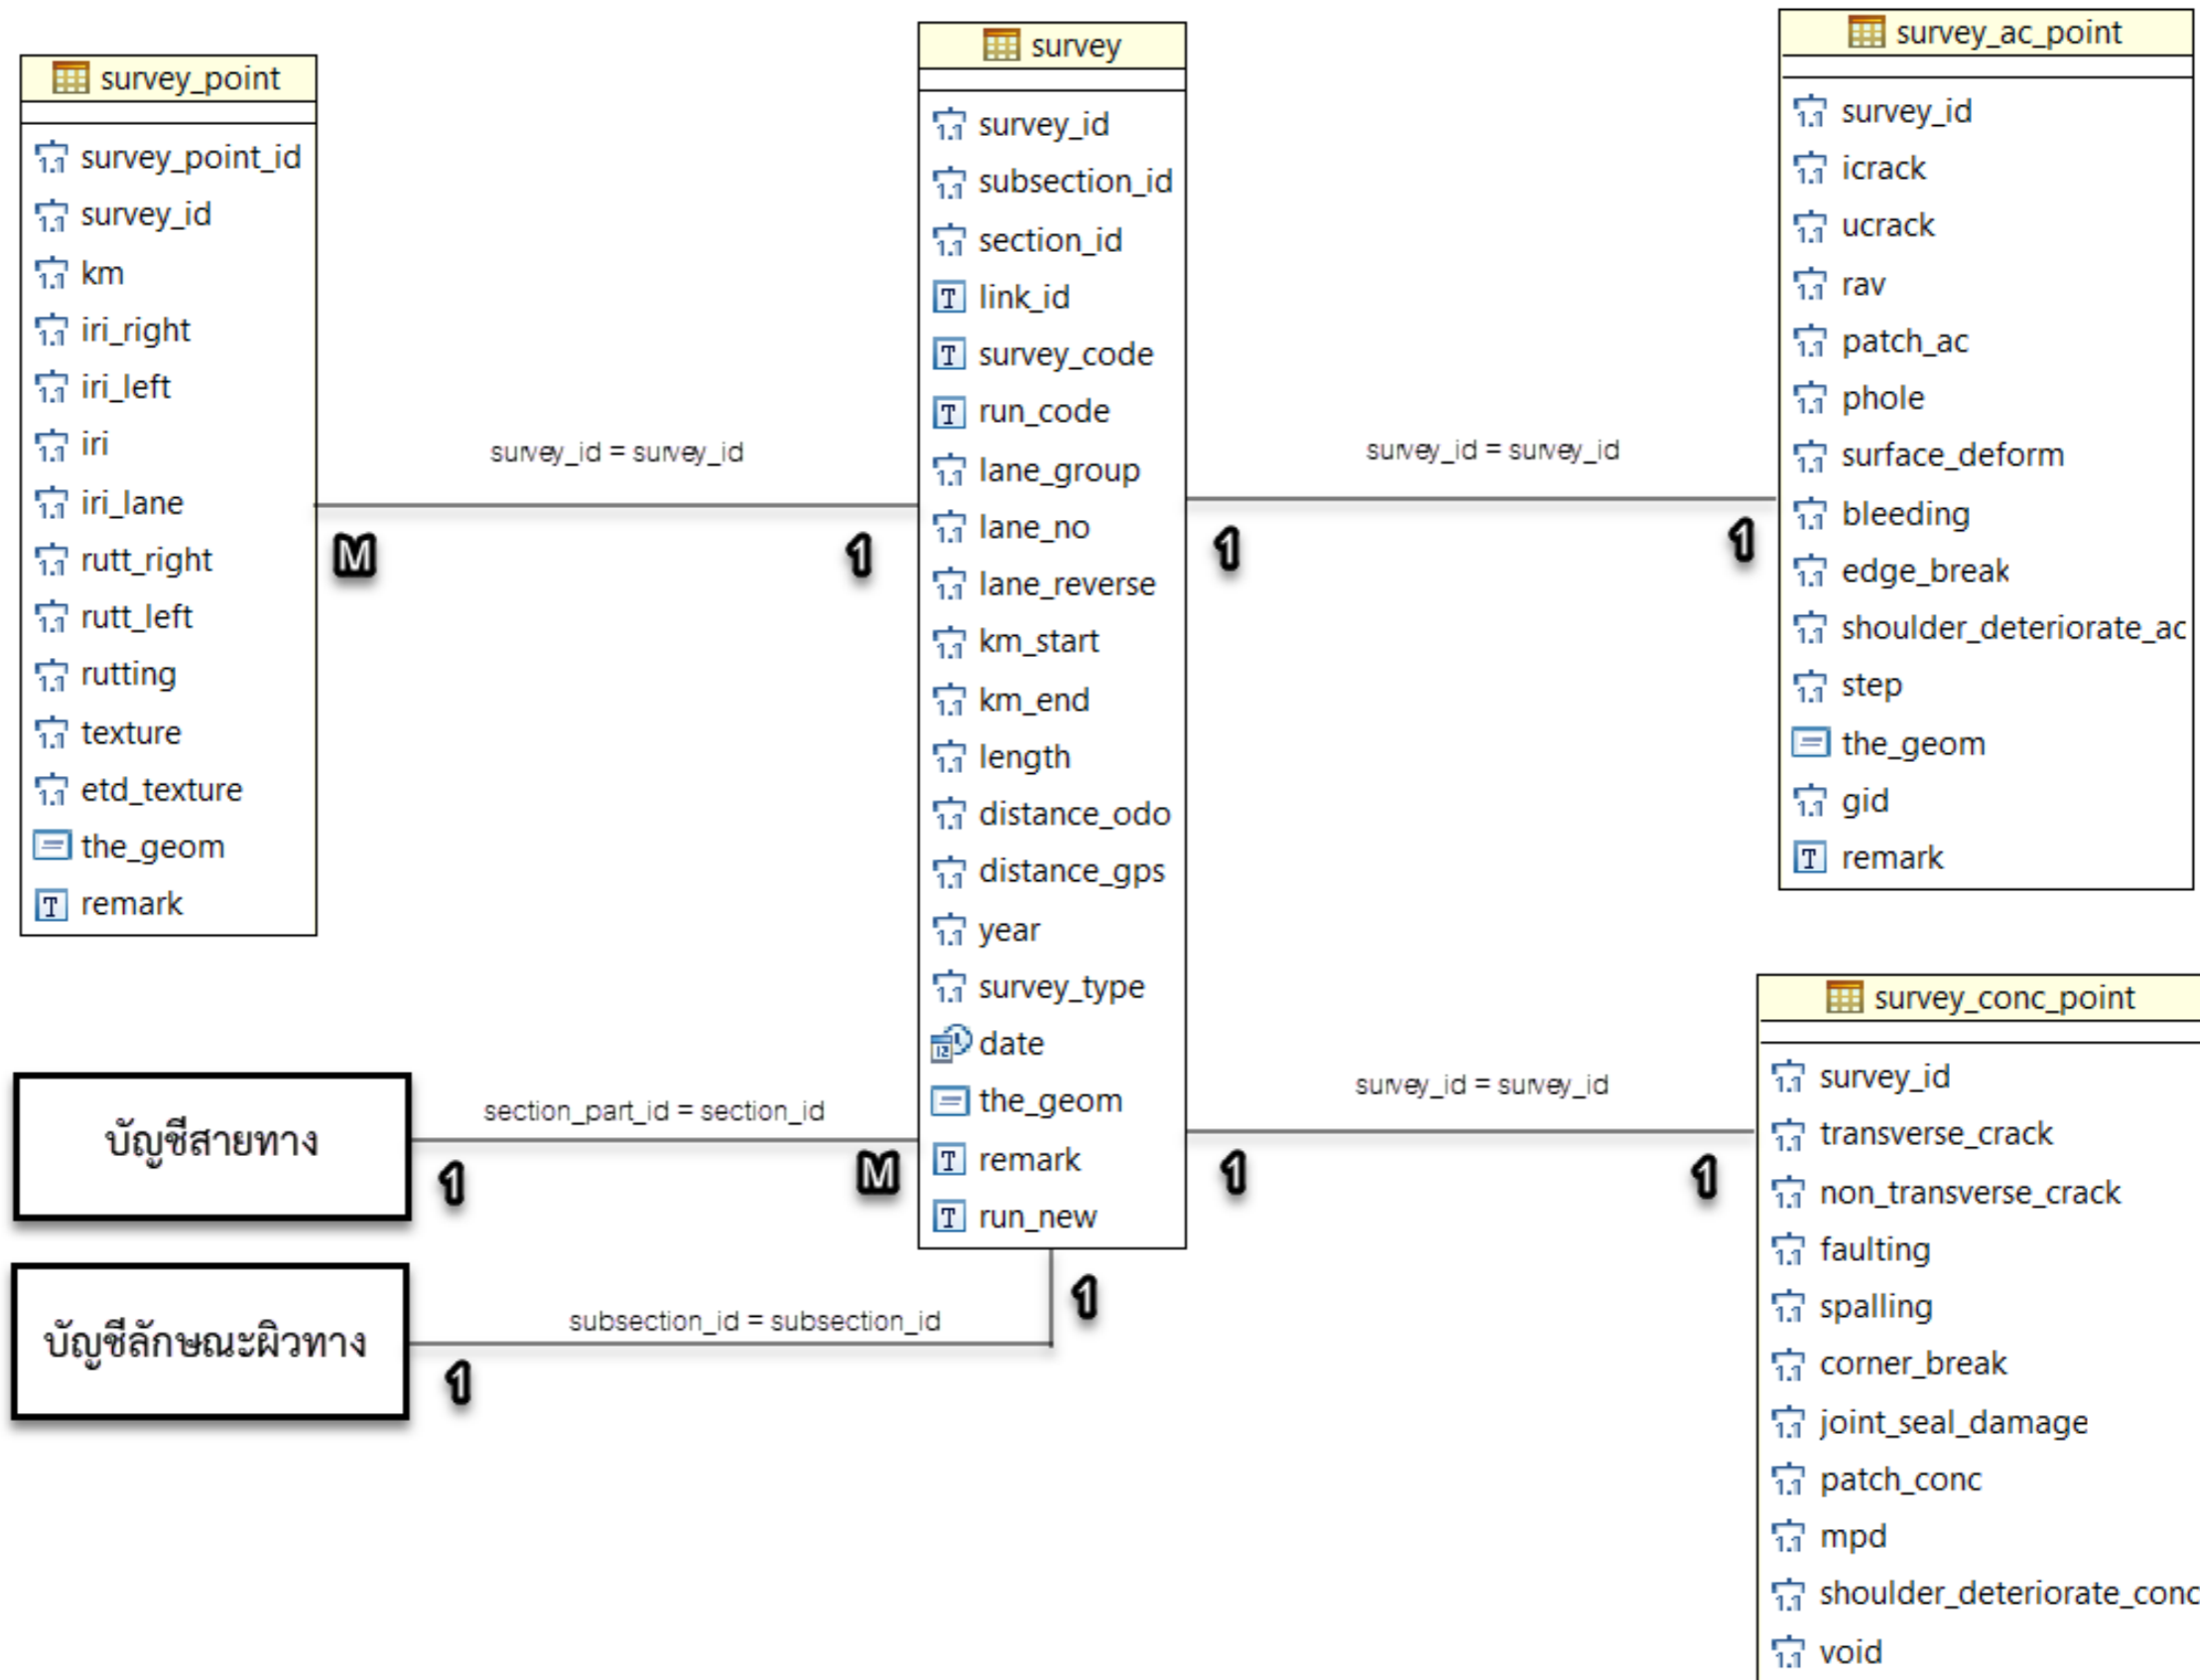 survey_point
survey_point_id
survey_id
km
iri_right
iri_left
iri
iri_lane
rutt_right
rutt_left
rutting
texture
etd_texture
the_geom
remark
survey_id = survey_id
M
1
survey
survey_id
subsection_id
section_id
link_id
survey_code
run_code
lane_group
lane_no
lane_reverse
km_start
km_end
length
distance_odo
distance_gps
year
survey_type
date
the_geom
remark
run_new
survey_id = survey_id
1
1
survey_ac_point
survey_id
icrack
ucrack
rav
patch_ac
phole
surface_deform
bleeding
edge_break
shoulder_deteriorate_ac
step
the_geom
gid
remark
บัญชีสายทาง
section_part_id = section_id
1
M
บัญชีลักษณะผิวทาง
subsection_id = subsection_id
1
1
survey_id = survey_id
1
1
survey_conc_point
survey_id
transverse_crack
non_transverse_crack
faulting
spalling
corner_break
joint_seal_damage
patch_conc
mpd
shoulder_deteriorate_conc
void